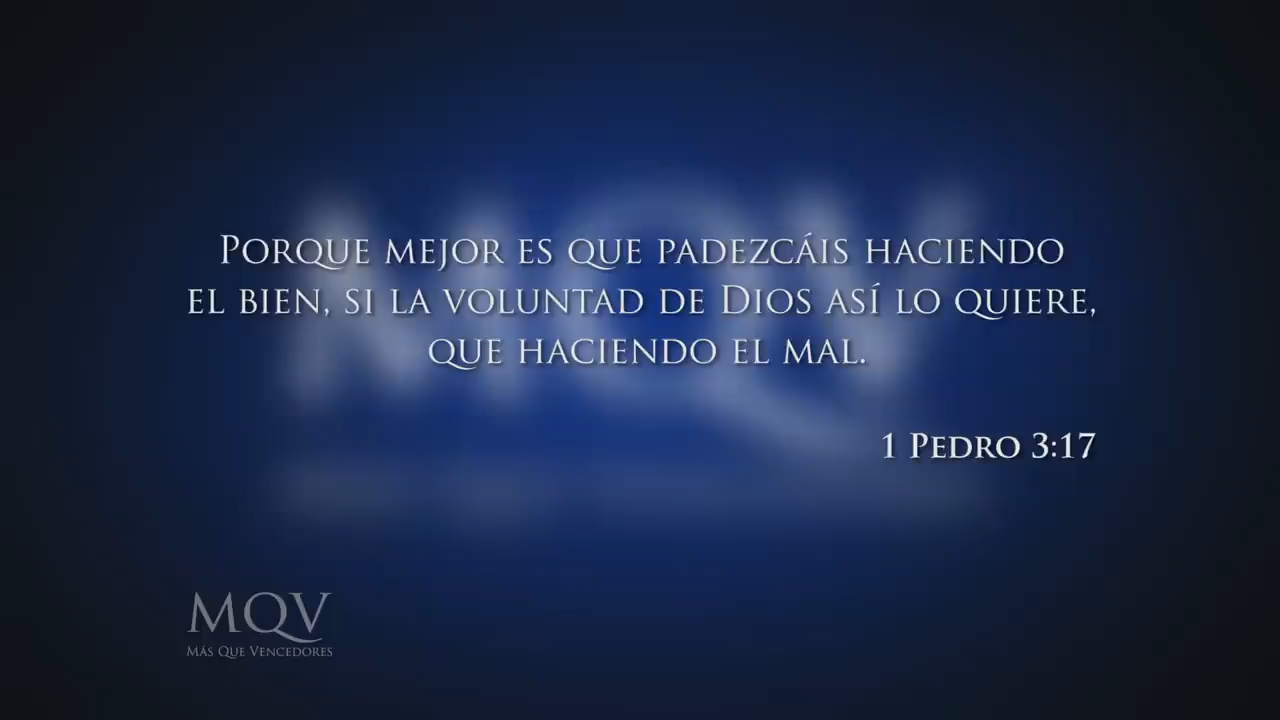 Porque mejor es que padezcáis haciendo
el bien, si la voluntad de Dios así lo quiere,
que haciendo el mal.
1 Pedro 3:17
MQV
Más Que Vencedores